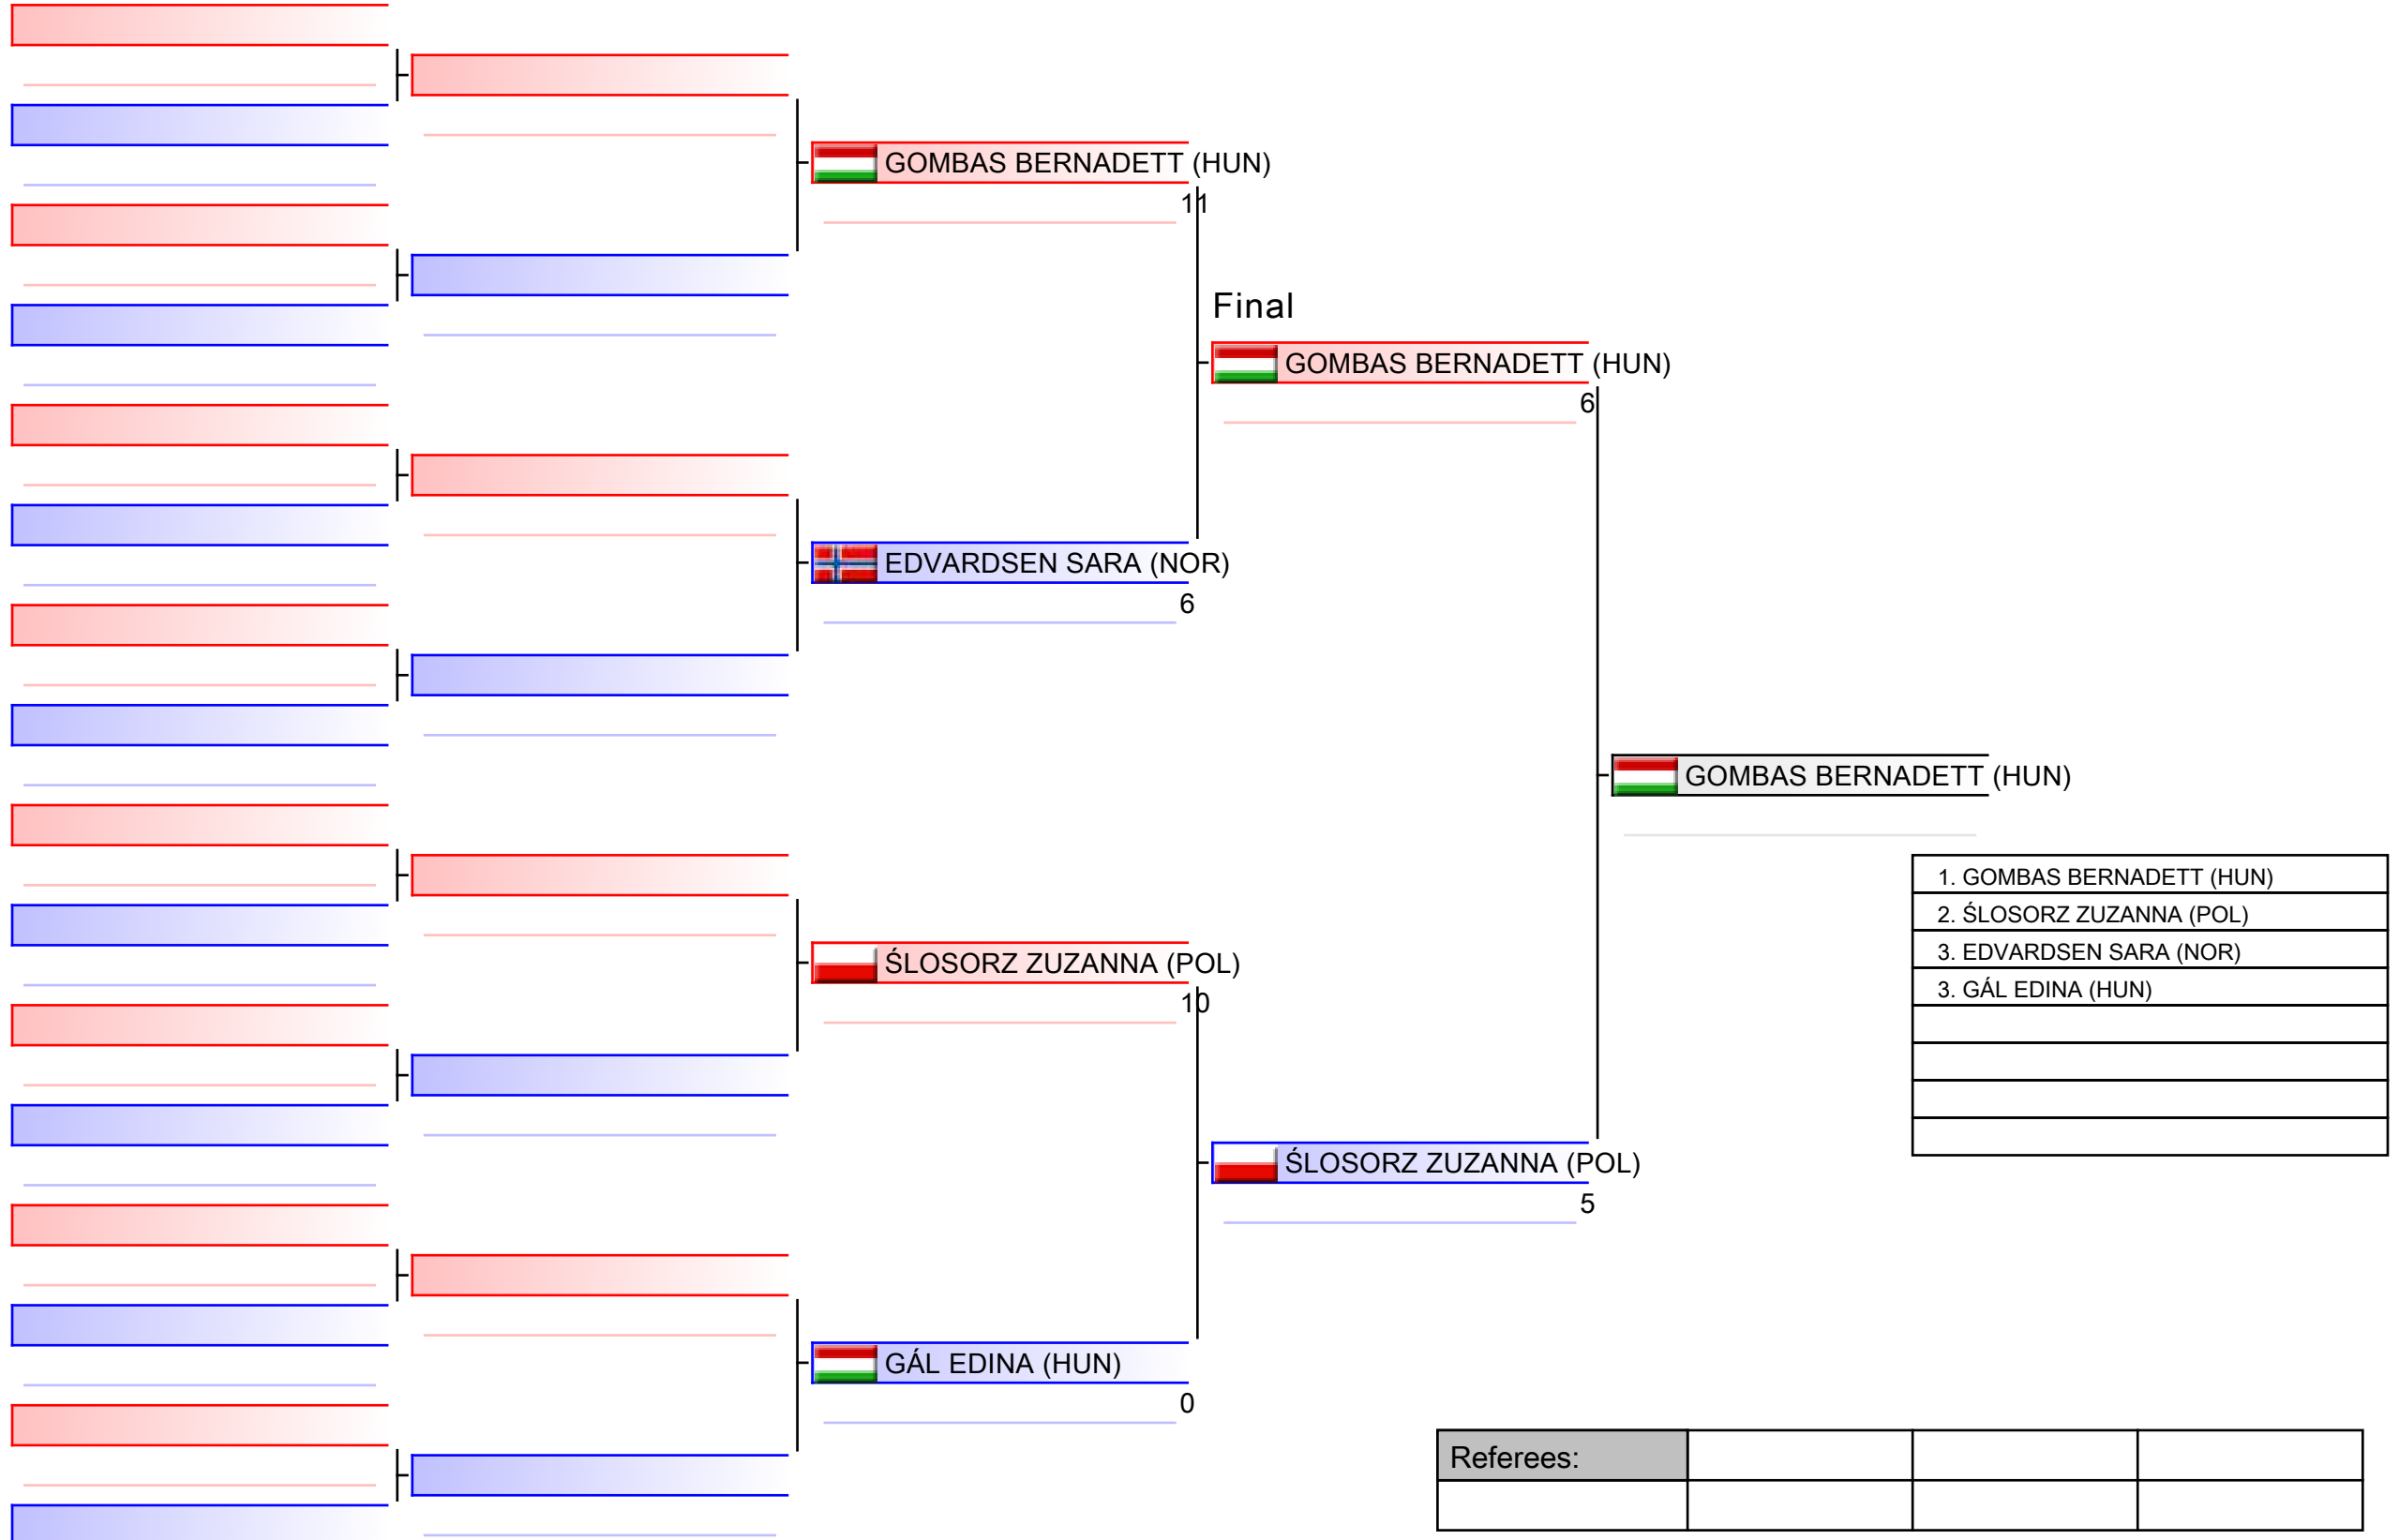 GOMBAS BERNADETT (HUN)
11
Final
GOMBAS BERNADETT (HUN)
6
EDVARDSEN SARA (NOR)
6
GOMBAS BERNADETT (HUN)
1. GOMBAS BERNADETT (HUN)
2. ŚLOSORZ ZUZANNA (POL)
3. EDVARDSEN SARA (NOR)
3. GÁL EDINA (HUN)
ŚLOSORZ ZUZANNA (POL)
10
ŚLOSORZ ZUZANNA (POL)
5
GÁL EDINA (HUN)
0
Referees: